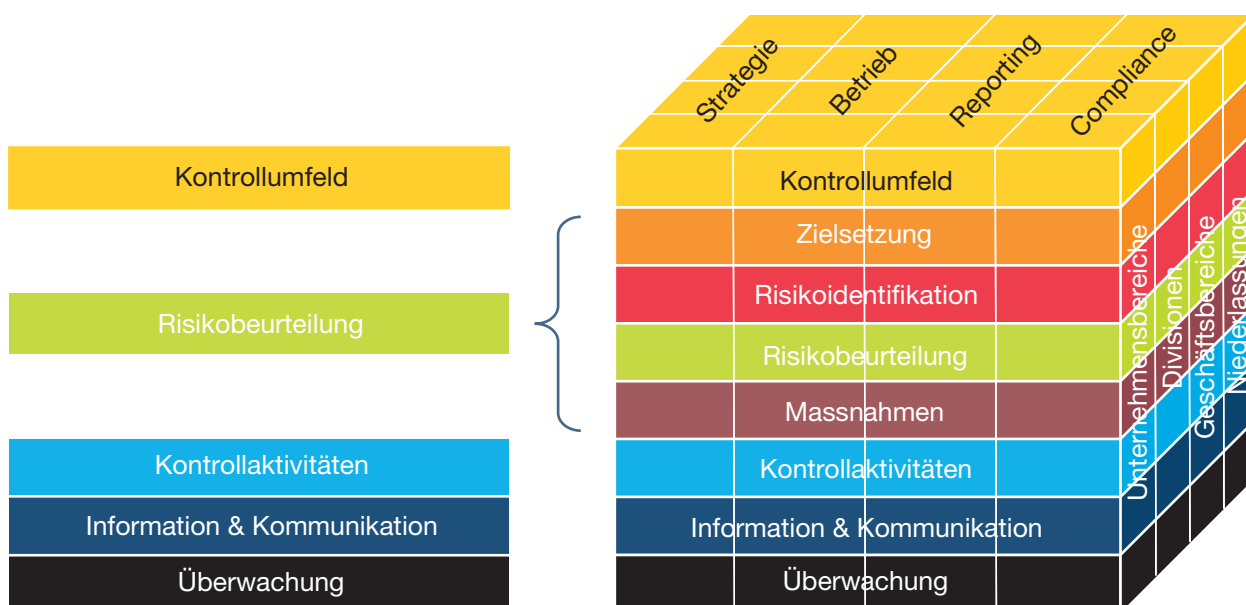 Kontrollumfeld
Risikobeurteilung
Kontrollaktivitäten
Information & Kommunikation
Überwachung
Strategie
Betrieb
Reporting
Compliance
Kontrollumfeld
Zielsetzung
Risikoidentifikation
Risikobeurteilung
Massnahmen
Kontrollaktivitäten
Information & Kommunikation
Überwachung
Unternehmensbereiche
Divisionen
Geschäftsbereiche
Niederlassungen